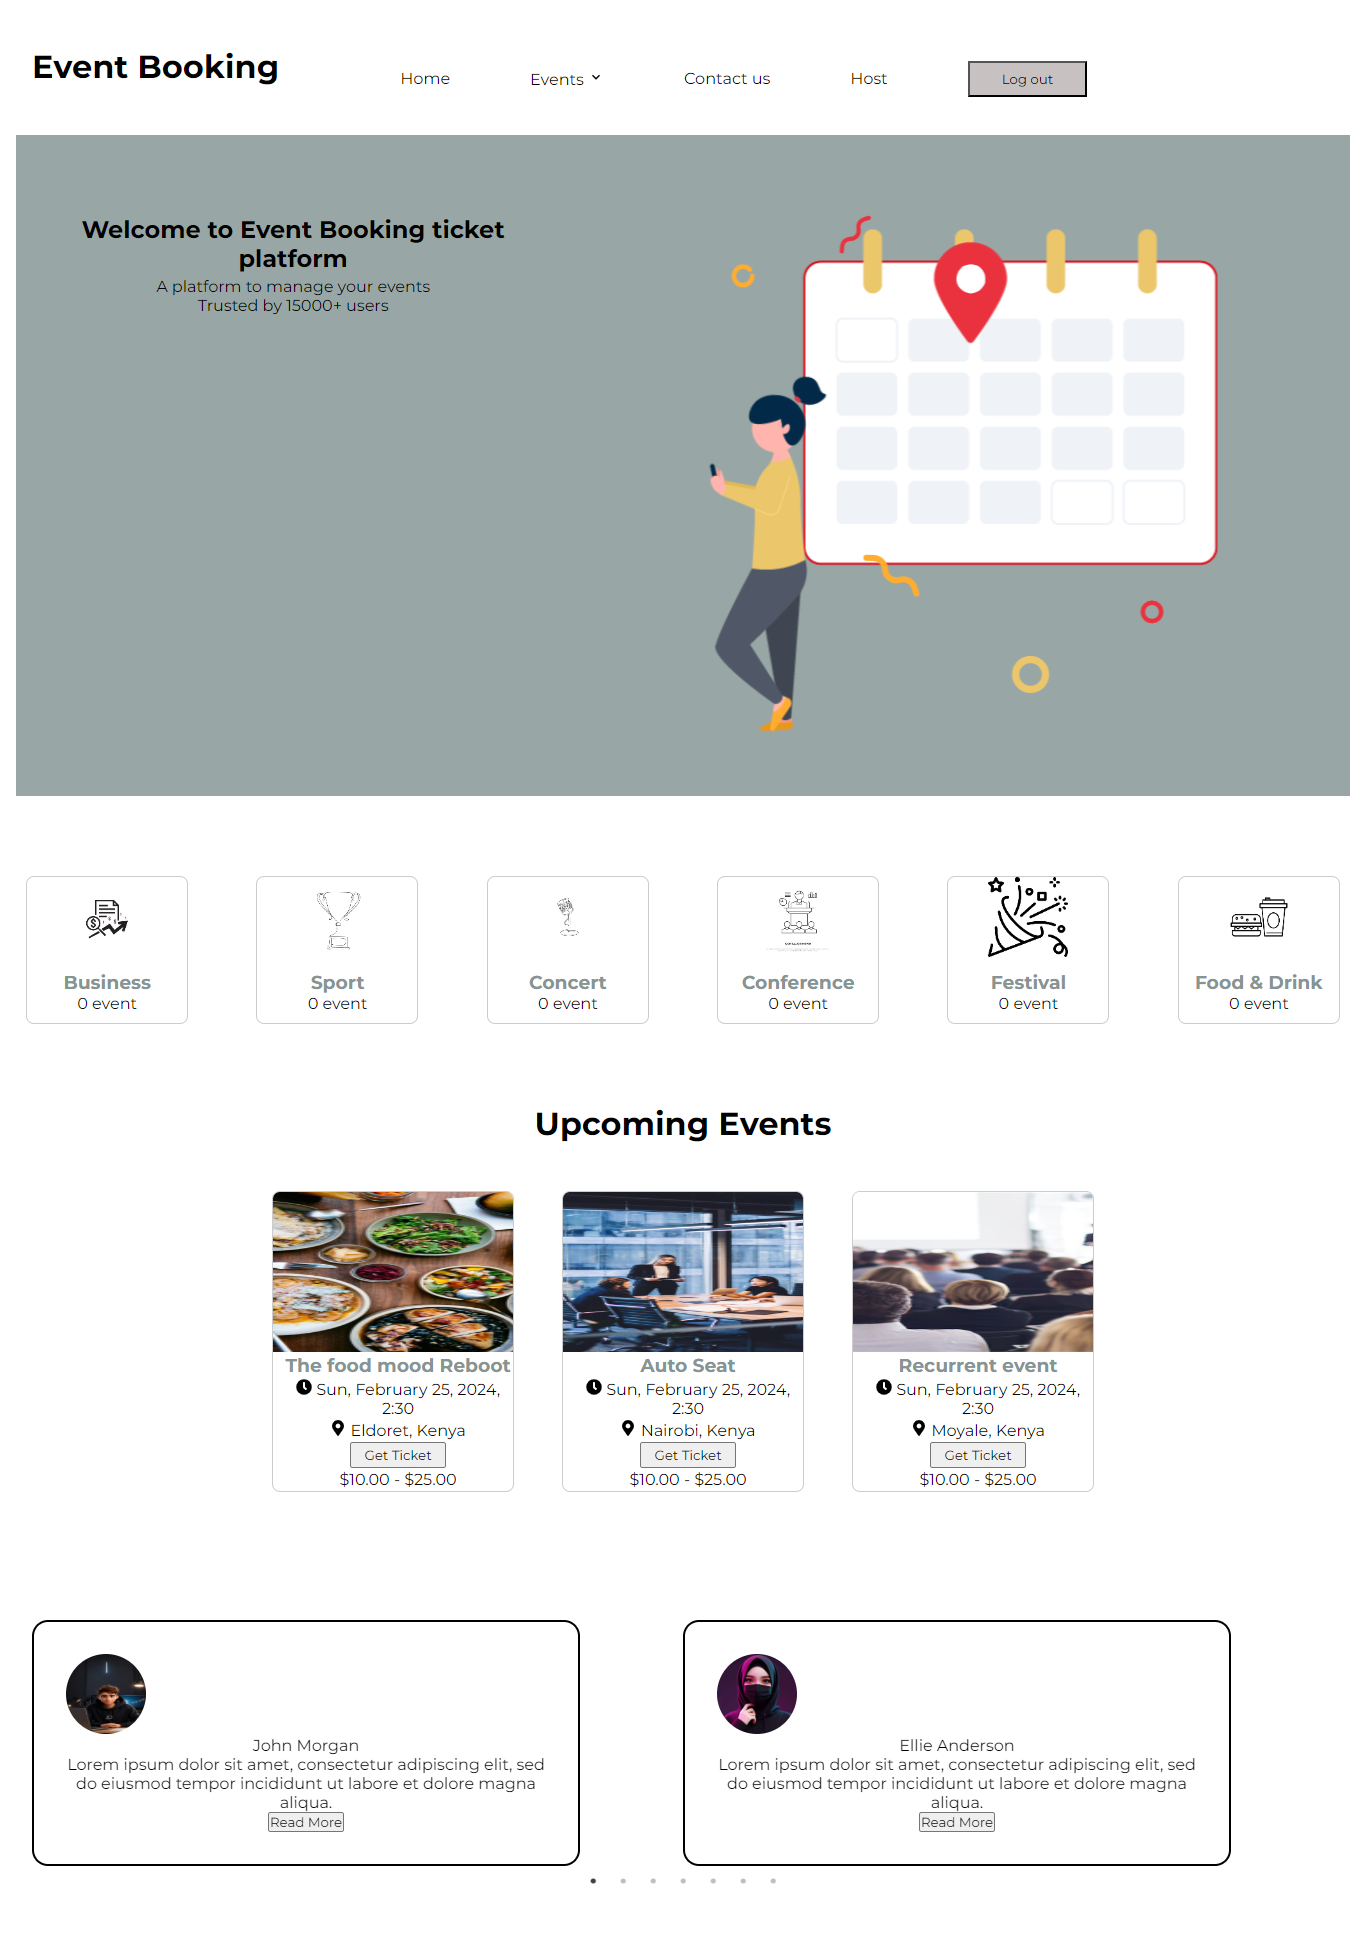 Event Booking
Home
Events
Contact us
Host
Log out
Welcome to Event Booking ticket
platform
A platform to manage your events
Trusted by 15000+ users
Business
0 event
Sport
0 event
Concert
0 event
Conference
0 event
Festival
0 event
Food & Drink
0 event
Upcoming Events
The food mood Reboot
Sun, February 25, 2024,
2:30
Eldoret, Kenya
Get Ticket
$10.00 - $25.00
Auto Seat
Sun, February 25, 2024,
2:30
Nairobi, Kenya
Get Ticket
$10.00 - $25.00
Recurrent event
Sun, February 25, 2024,
2:30
Moyale, Kenya
Get Ticket
$10.00 - $25.00
John Morgan
Lorem ipsum dolor sit amet, consectetur adipiscing elit, sed
do eiusmod tempor incididunt ut labore et dolore magna
aliqua.
Read More
Ellie Anderson
Lorem ipsum dolor sit amet, consectetur adipiscing elit, sed
do eiusmod tempor incididunt ut labore et dolore magna
aliqua.
Read More